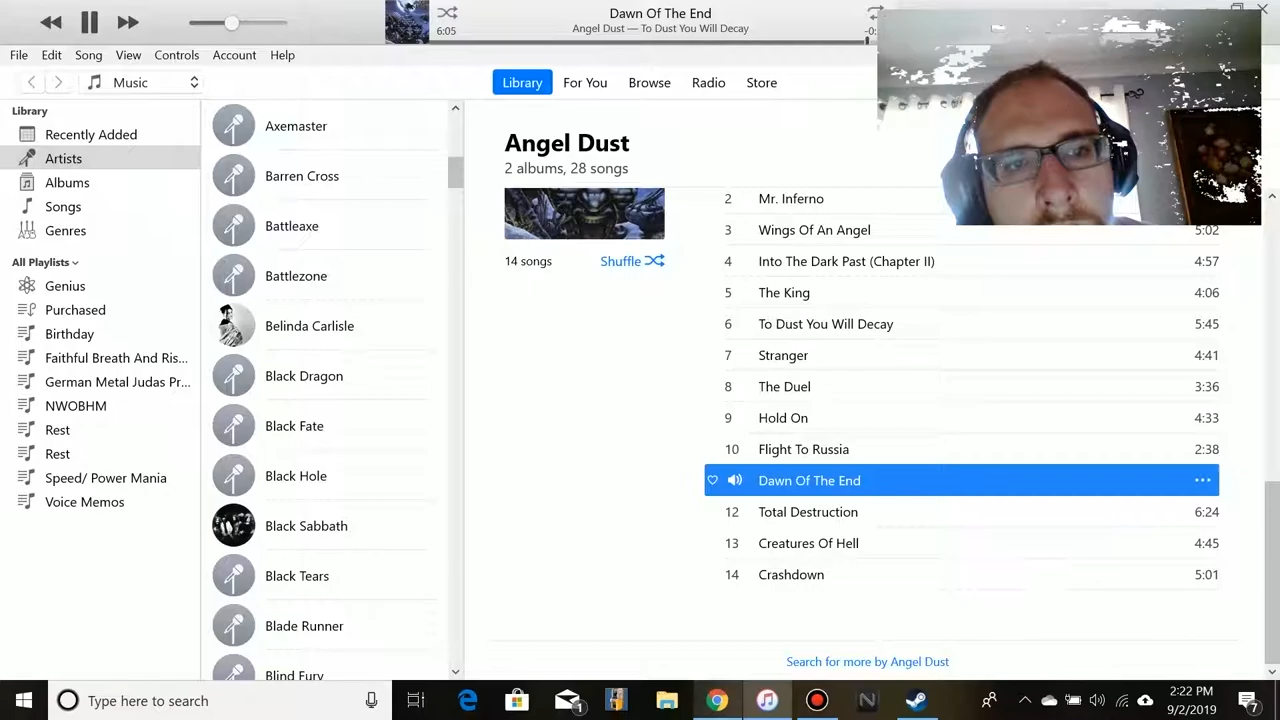 Dawn Of The End
6:05
Angel Dust — To Dust You Will Decay
File Edit Song View Controls Account Help
Music
Library For You Browse Radio Store
Library
Recently Added
Artists
Albums
Songs
Genres
All Playlists
Genius
Purchased
Birthday
Faithful Breath And Ris...
German Metal Judas Pr...
NWOBHM
Rest
Rest
Speed/ Power Mania
Voice Memos
Axemaster
Barren Cross
Battleaxe
Battlezone
Belinda Carlisle
Black Dragon
Black Fate
Black Hole
Black Sabbath
Black Tears
Blade Runner
Blind Fury
Angel Dust
2 albums, 28 songs
14 songs Shuffle
2 Mr. Inferno
3 Wings Of An Angel 5:02
4 Into The Dark Past (Chapter II) 4:57
5 The King 4:06
6 To Dust You Will Decay 5:45
7 Stranger 4:41
8 The Duel 3:36
9 Hold On 4:33
10 Flight To Russia 2:38
Dawn Of The End ...
12 Total Destruction 6:24
13 Creatures Of Hell 4:45
14 Crashdown 5:01
Search for more by Angel Dust
Type here to search
1
N
2:22 PM
9/2/2019
7